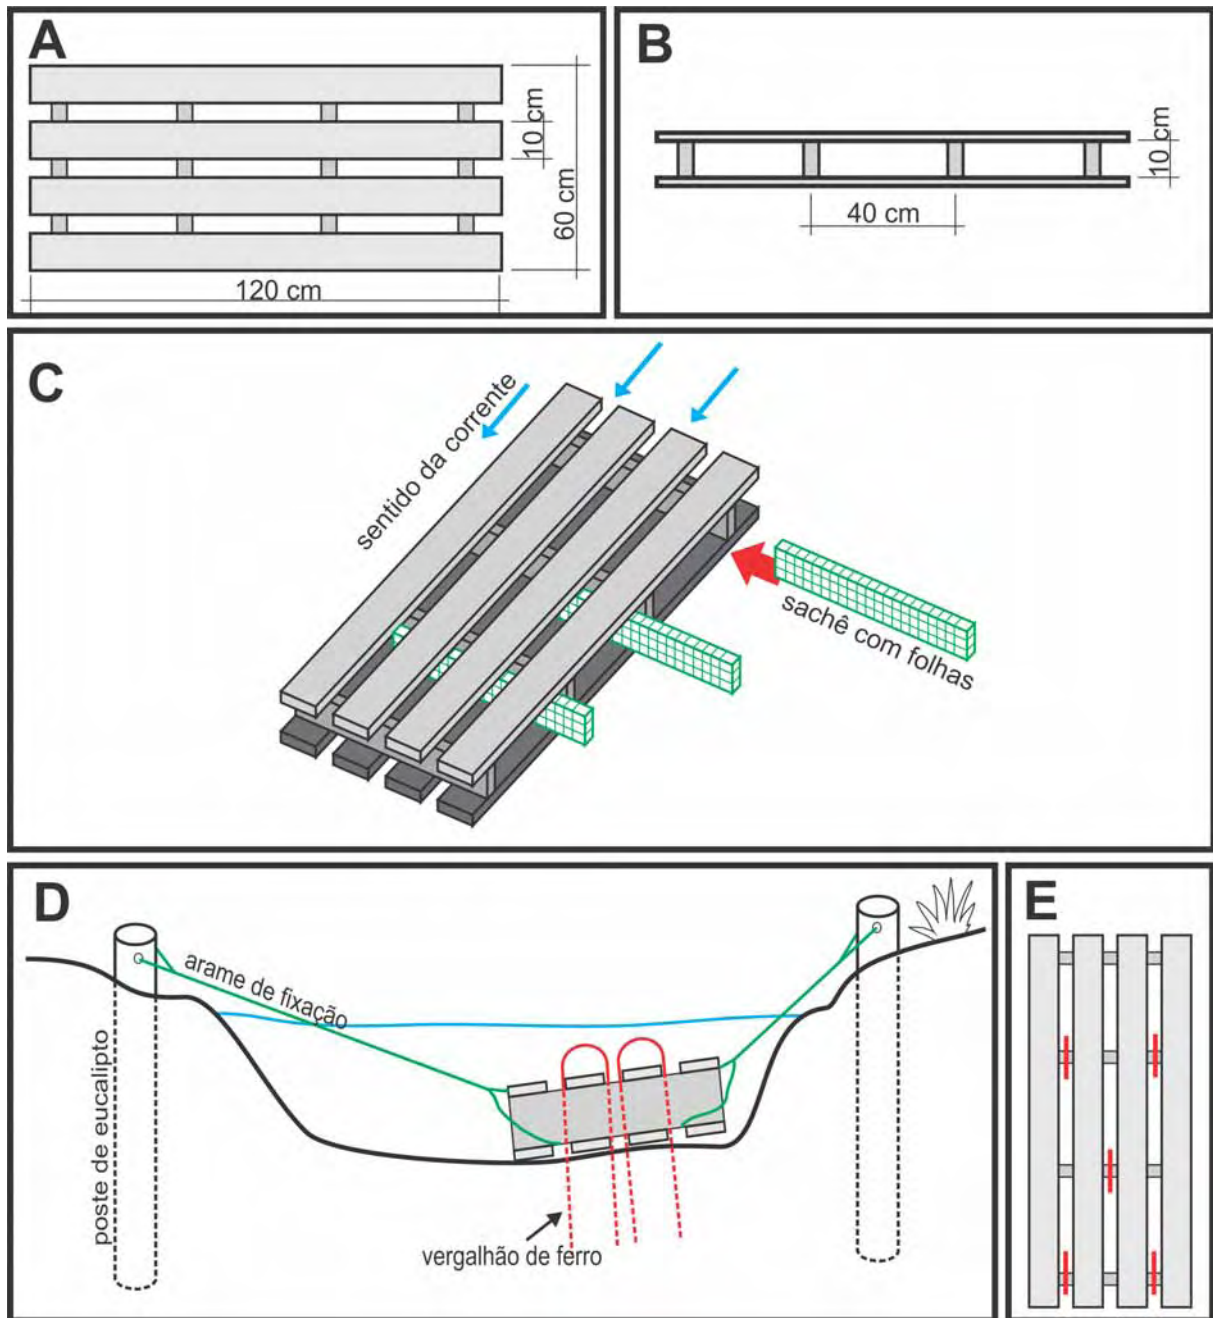 A
10 cm
60 cm
120 cm
B
10 cm
40 cm
C
sentido da corrente
sachê com folhas
D
arame de fixação
poste de eucalipto
vergalhão de ferro
E